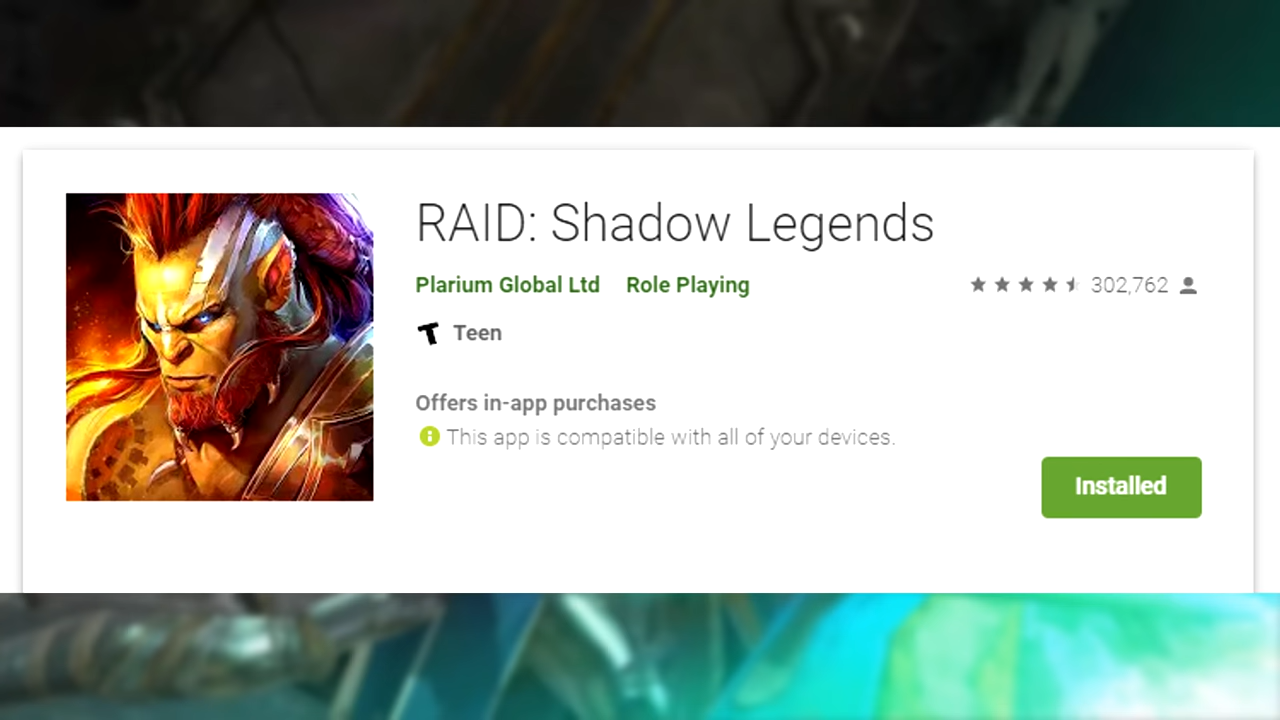 RAID: Shadow Legends
Plarium Global Ltd Role Playing 302,762
T Teen
Offers in-app purchases
This app is compatible with all of your devices.
Installed